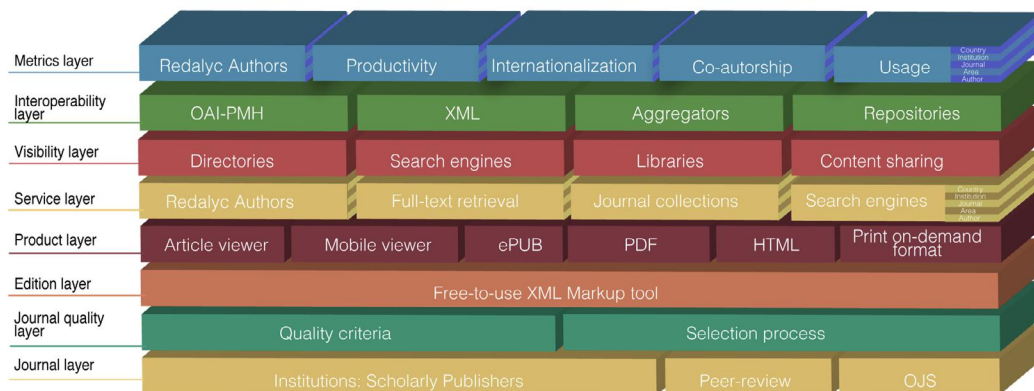 Metrics layer
Redalyc Authors
Productivity
Internationalization
Co-autorship
Usage
Country
Institution
Journal
Area
Author
Interoperability
layer
OAI-PMH
XML
Aggregators
Repositories
Visibility layer
Directories
Search engines
Libraries
Content sharing
Service layer
Redalyc Authors
Full-text retrieval
Journal collections
Search engines
Country
Institution
Journal
Area
Author
Product layer
Article viewer
Mobile viewer
ePUB
PDF
HTML
Print on-demand
format
Edition layer
Free-to-use XML Markup tool
Journal quality
layer
Quality criteria
Selection process
Journal layer
Institutions: Scholarly Publishers
Peer-review
OJS